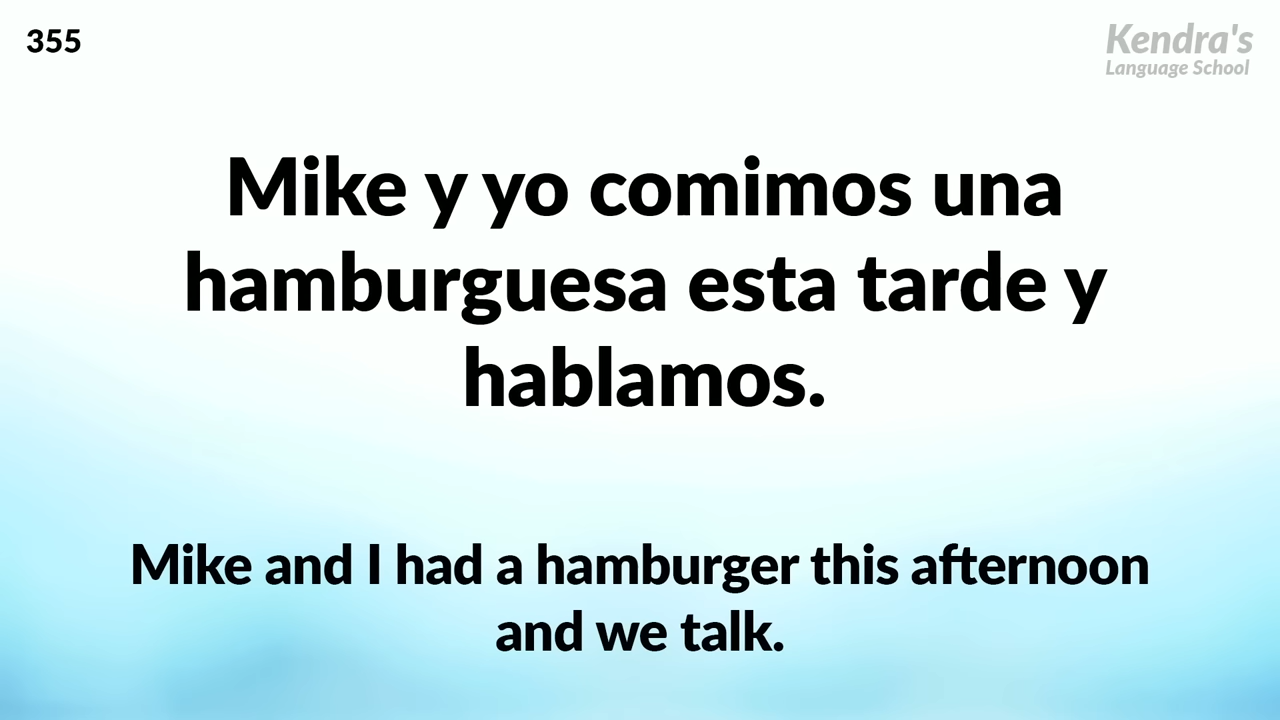 355
Kendra's
Language School
Mike y yo comimos una
hamburguesa esta tarde y
hablamos.
Mike and I had a hamburger this afternoon
and we talk.